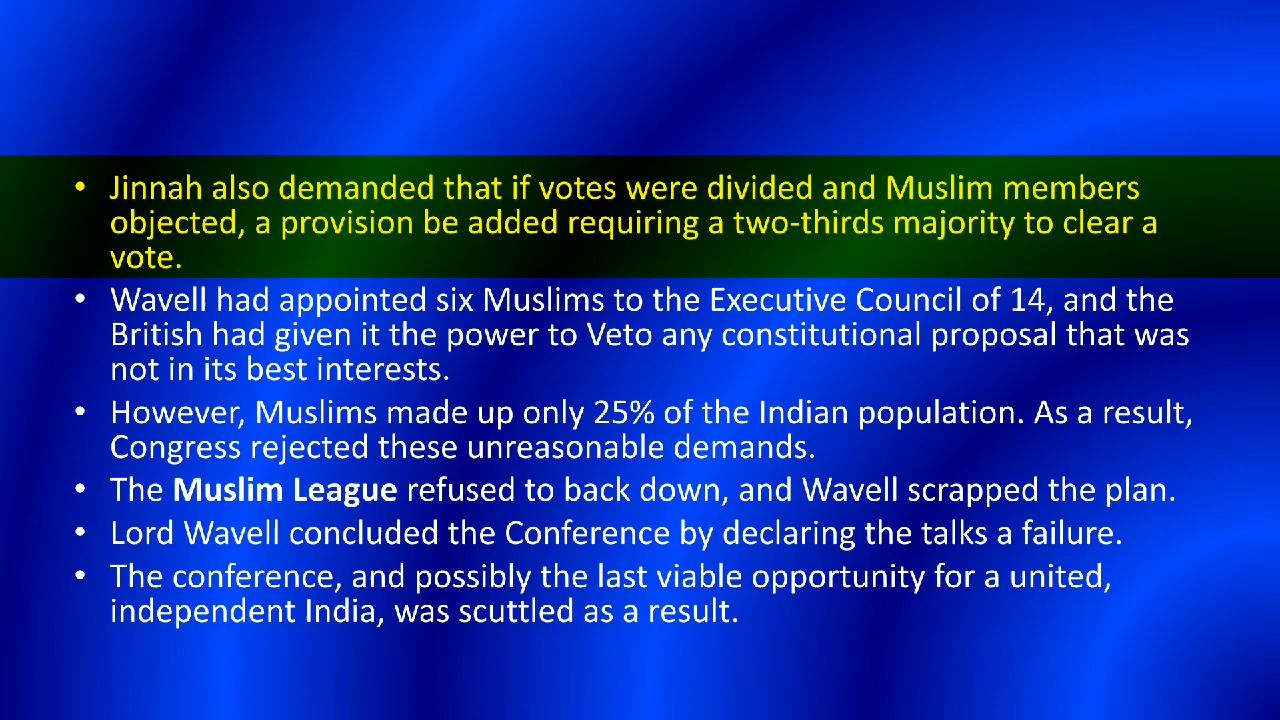 • Jinnah also demanded that if votes were divided and Muslim members
objected, a provision be added requiring a two-thirds majority to clear a
vote.
• Wavell had appointed six Muslims to the Executive Council of 14, and the
British had given it the power to Veto any constitutional proposal that was
not in its best interests.
• However, Muslims made up only 25% of the Indian population. As a result,
Congress rejected these unreasonable demands.
• The Muslim League refused to back down, and Wavell scrapped the plan.
• Lord Wavell concluded the Conference by declaring the talks a failure.
• The conference, and possibly the last viable opportunity for a united,
independent India, was scuttled as a result.